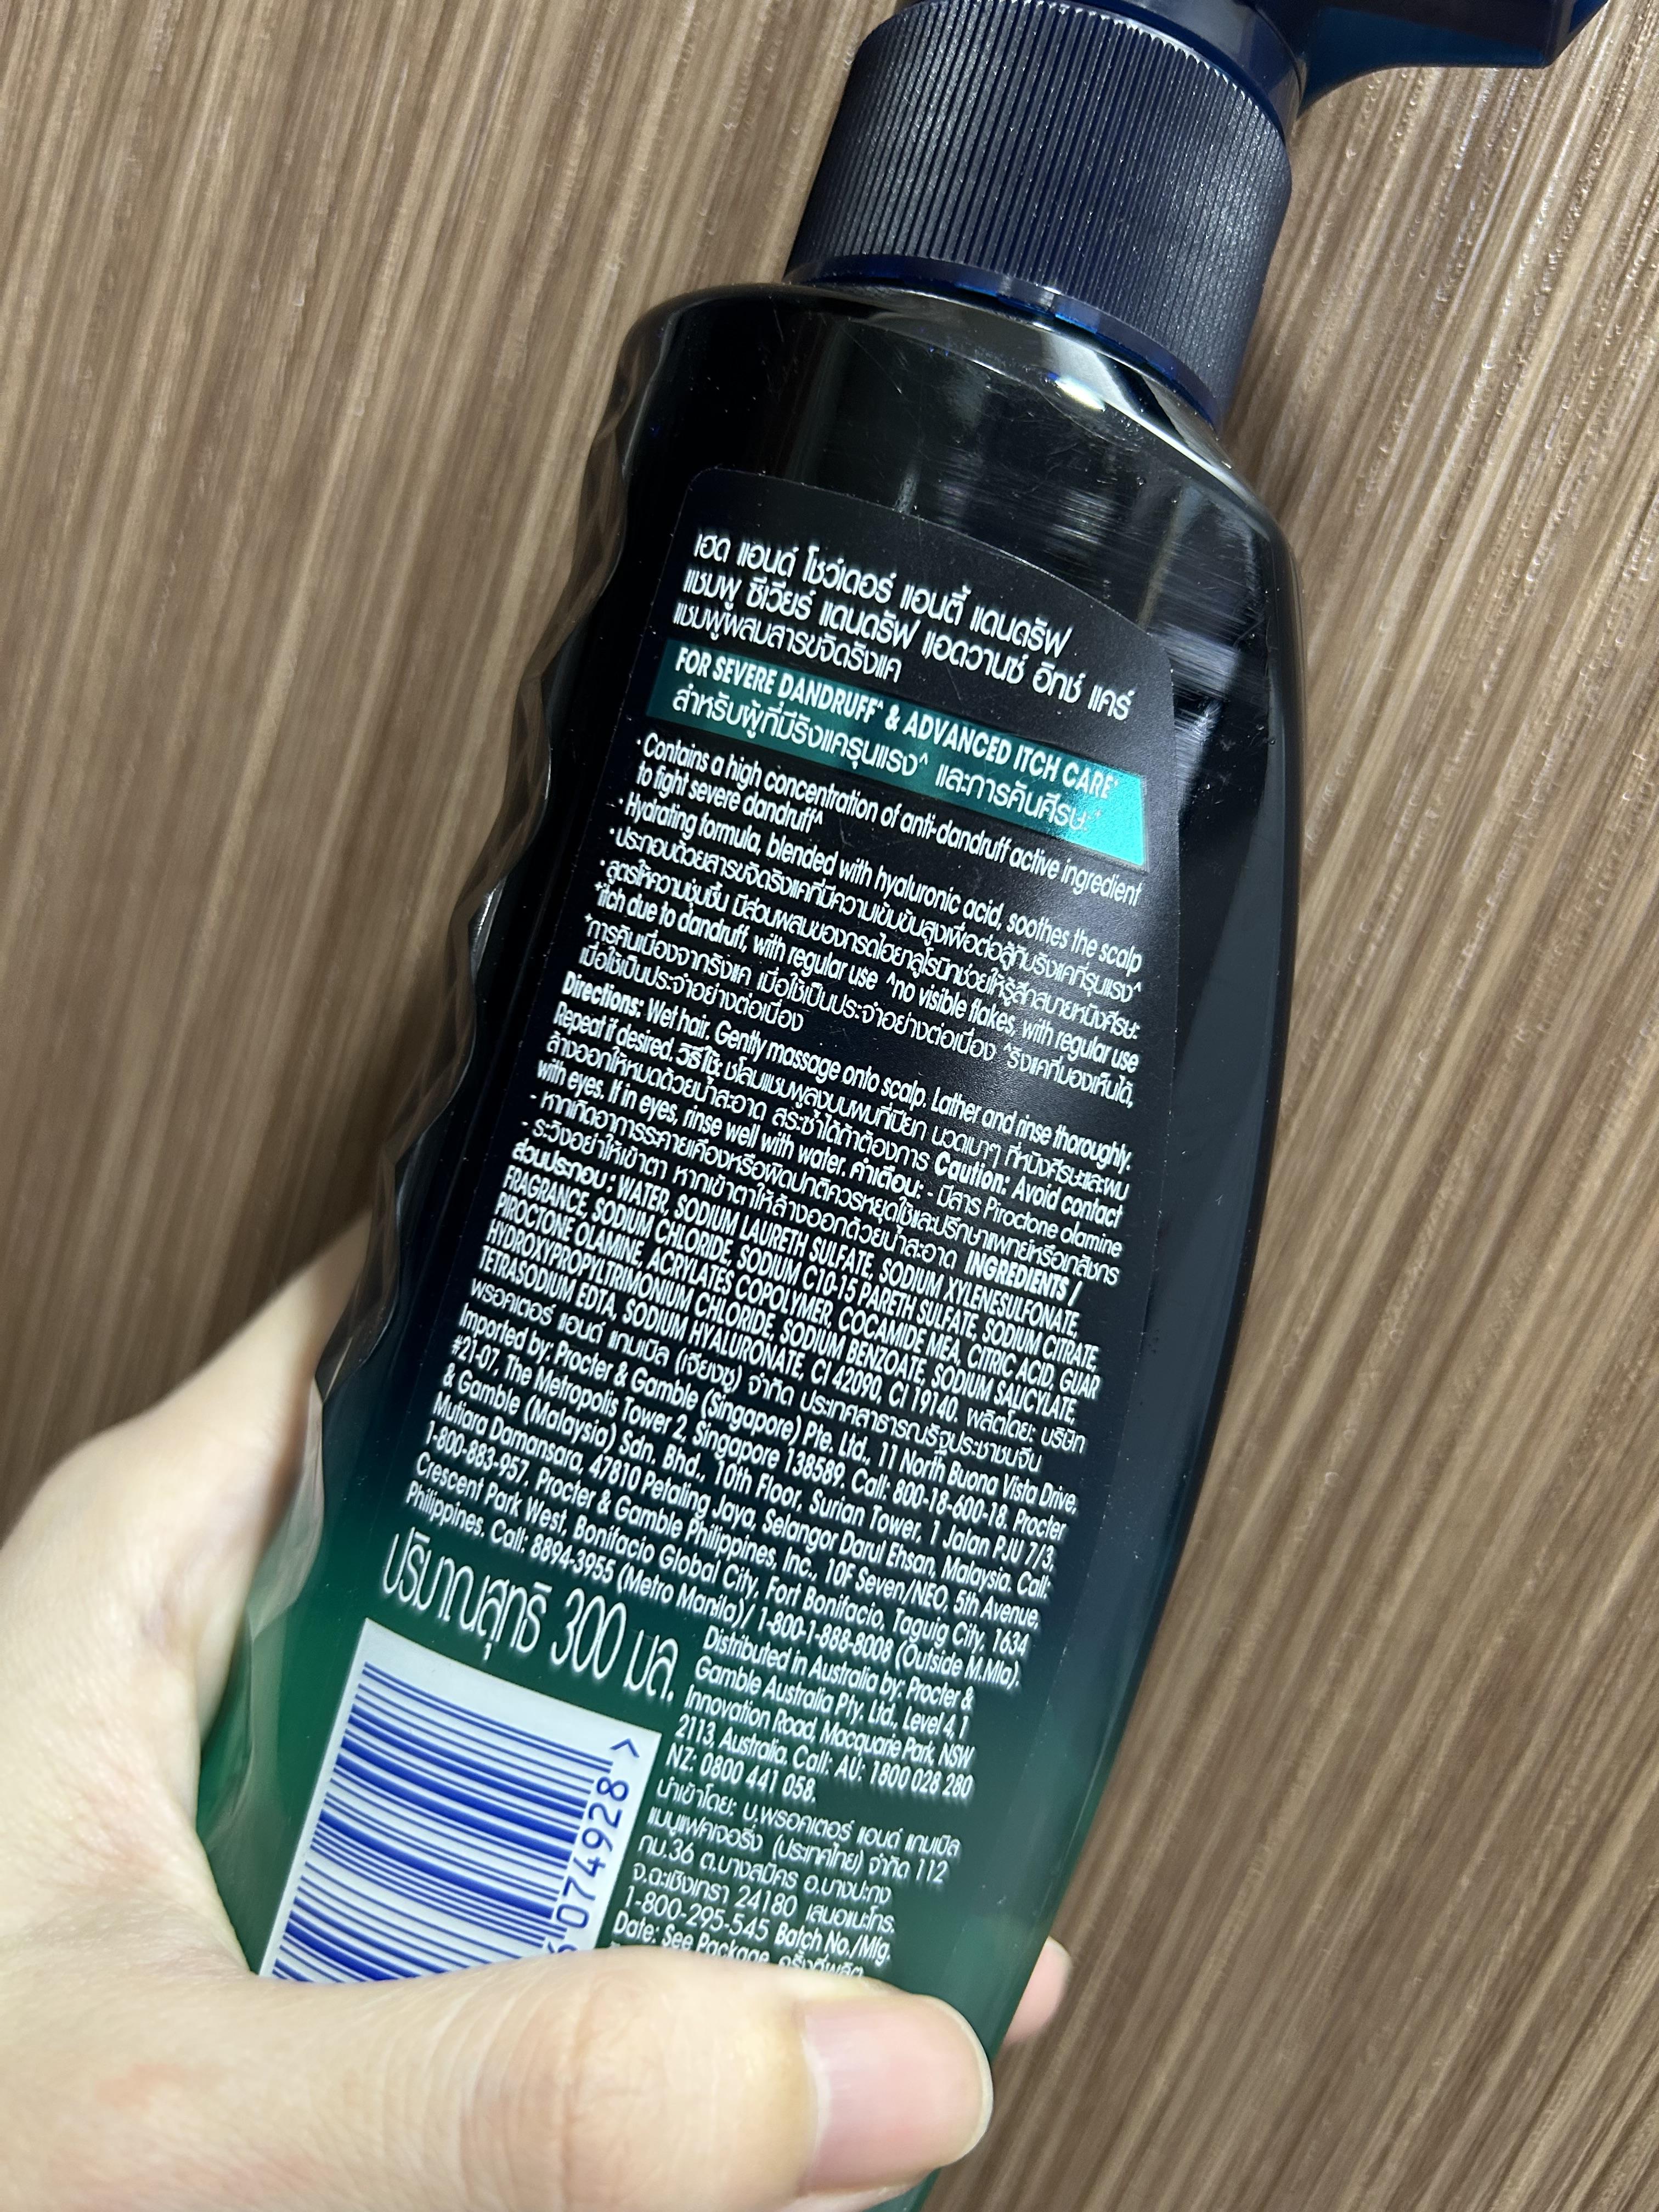 เฮด แอนด์ โชว์เดอร์ แอนตี้ แดนดรัฟ
แชมพู ซีเวียร์ แดนดรัฟ แอดวานซ์ อิทช์ แคร์
แชมพูผสมสารขจัดรังแค
FOR SEVERE DANDRUFF^ & ADVANCED ITCH CARE⁺
สำหรับผู้ที่มีรังแครุนแรง^ และการคันศีรษะ⁺
· Contains a high concentration of anti-dandruff active ingredient
to fight severe dandruff^
· Hydrating formula, blended with hyaluronic acid, soothes the scalp
· ประกอบด้วยสารขจัดรังแคที่มีความเข้มข้นสูงเพื่อต่อสู้กับรังแคที่รุนแรง^
· สูตรให้ความชุ่มชื้น มีส่วนผสมของกรดไฮยาลูโรนิกช่วยให้รู้สึกสบายหนังศีรษะ
⁺itch due to dandruff, with regular use ^no visible flakes, with regular use
⁺การคันเนื่องจากรังแค เมื่อใช้เป็นประจำอย่างต่อเนื่อง ^รังแคที่มองเห็นได้,
เมื่อใช้เป็นประจำอย่างต่อเนื่อง
Directions: Wet hair. Gently massage onto scalp. Lather and rinse thoroughly.
Repeat if desired. วิธีใช้: ชโลมแชมพูลงบนผมที่เปียก นวดเบาๆ ที่หนังศีรษะและผม
ล้างออกให้หมดด้วยน้ำสะอาด สระซ้ำได้ถ้าต้องการ Caution: Avoid contact
with eyes. If in eyes, rinse well with water. คำเตือน: - มีสาร Piroctone olamine
- หากเกิดอาการระคายเคืองหรือผิดปกติควรหยุดใช้และปรึกษาแพทย์หรือเภสัชกร
- ระวังอย่าให้เข้าตา หากเข้าตาให้ล้างออกด้วยน้ำสะอาด INGREDIENTS /
ส่วนประกอบ : WATER, SODIUM LAURETH SULFATE, SODIUM XYLENESULFONATE,
FRAGRANCE, SODIUM CHLORIDE, SODIUM C10-15 PARETH SULFATE, SODIUM CITRATE,
PIROCTONE OLAMINE, ACRYLATES COPOLYMER, COCAMIDE MEA, CITRIC ACID, GUAR
HYDROXYPROPYLTRIMONIUM CHLORIDE, SODIUM BENZOATE, SODIUM SALICYLATE,
TETRASODIUM EDTA, SODIUM HYALURONATE, CI 42090, CI 19140. ผลิตโดย: บริษัท
พรอคเตอร์ แอนด์ แกมเบิล (เจียงซู) จำกัด ประเทศสาธารณรัฐประชาชนจีน
Imported by: Procter & Gamble (Singapore) Pte. Ltd., 11 North Buona Vista Drive,
#21-07, The Metropolis Tower 2, Singapore 138589. Call: 800-18-600-18. Procter
& Gamble (Malaysia) Sdn. Bhd., 10th Floor, Surian Tower, 1 Jalan PJU 7/3,
Mutiara Damansara, 47810 Petaling Jaya, Selangor Darul Ehsan, Malaysia. Call:
1-800-883-957. Procter & Gamble Philippines, Inc., 10F Seven/NEO, 5th Avenue,
Crescent Park West, Bonifacio Global City, Fort Bonifacio, Taguig City, 1634
Philippines. Call: 8894-3955 (Metro Manila)/ 1-800-1-888-8008 (Outside M.Mla).
ปริมาณสุทธิ 300 มล.
Distributed in Australia by: Procter &
Gamble Australia Pty. Ltd., Level 4, 1
Innovation Road, Macquarie Park, NSW
2113, Australia. Call: AU: 1800 028 280
NZ: 0800 441 058.
นำเข้าโดย: บ.พรอคเตอร์ แอนด์ แกมเบิล
แมนูแฟคเจอริ่ง (ประเทศไทย) จำกัด 112
กม.36 ต.บางสมัคร อ.บางปะกง
จ.ฉะเชิงเทรา 24180 เสนอแนะโทร.
1-800-295-545 Batch No./Mfg.
Date: See Package. ครั้งที่ผลิต
074928 >